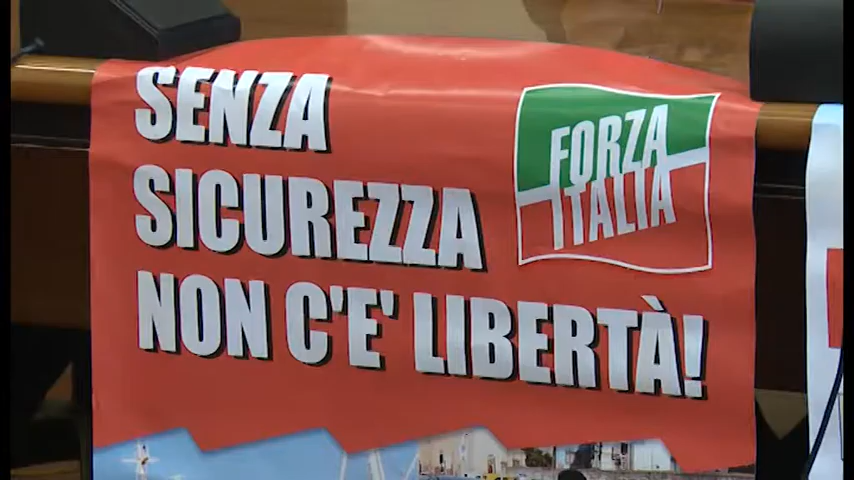 SENZA
SICUREZZA
NON C'E' LIBERTÀ!
FORZA
ITALIA